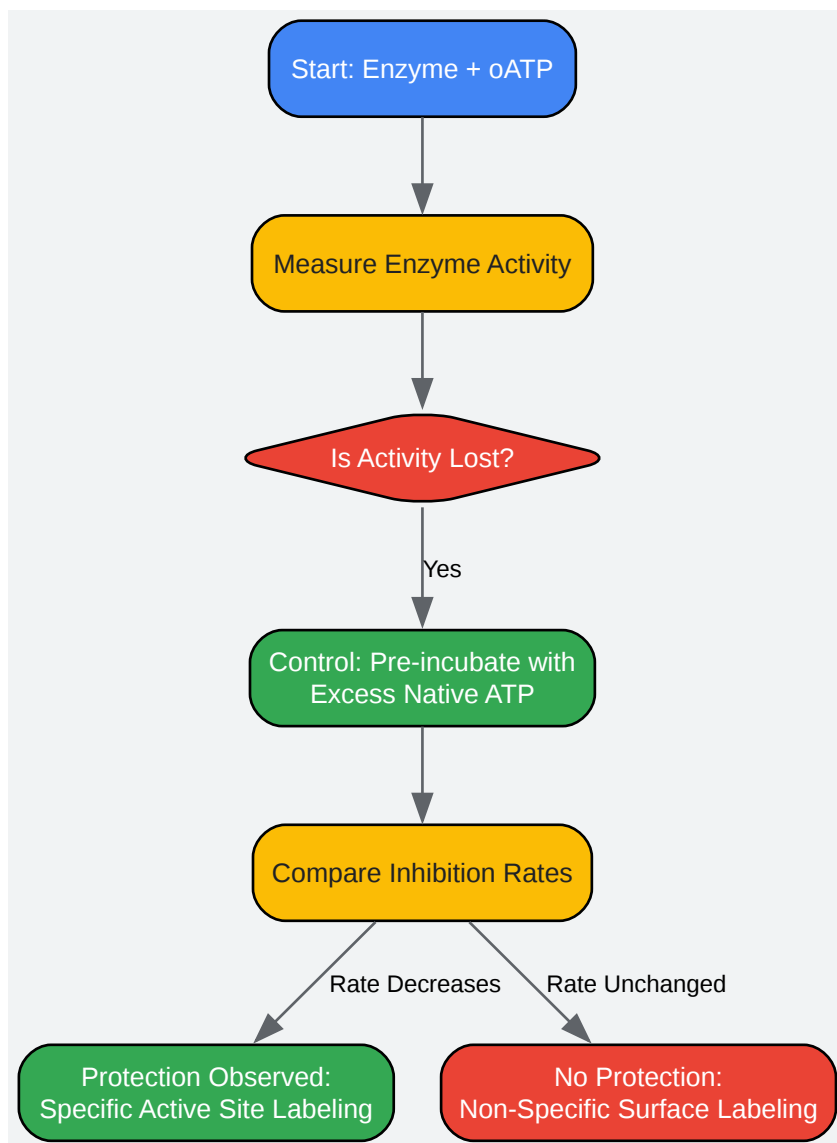 Start: Enzyme + oATP
Measure Enzyme Activity
Is Activity Lost?
Yes
Control: Pre-incubate with
Excess Native ATP
Compare Inhibition Rates
Rate Decreases
Rate Unchanged
Protection Observed:
Specific Active Site Labeling
No Protection:
Non-Specific Surface Labeling